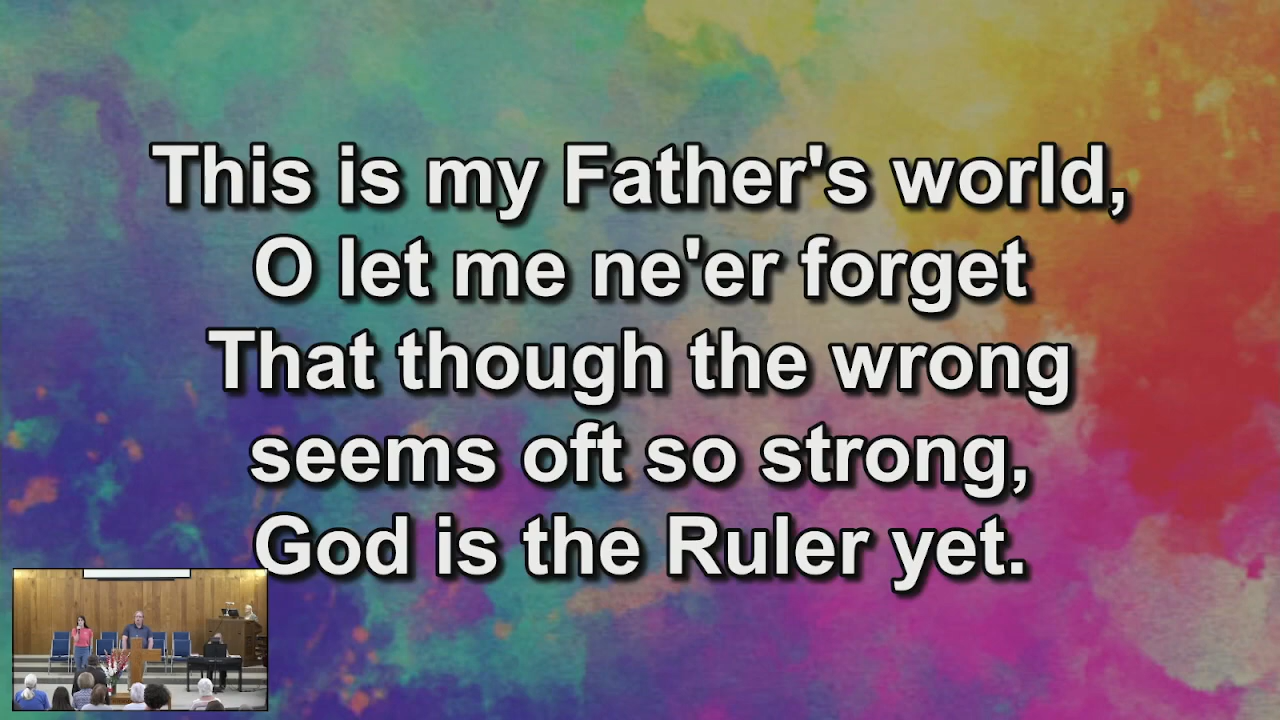 This is my Father's world,
O let me ne'er forget
That though the wrong
seems oft so strong,
God is the Ruler yet.